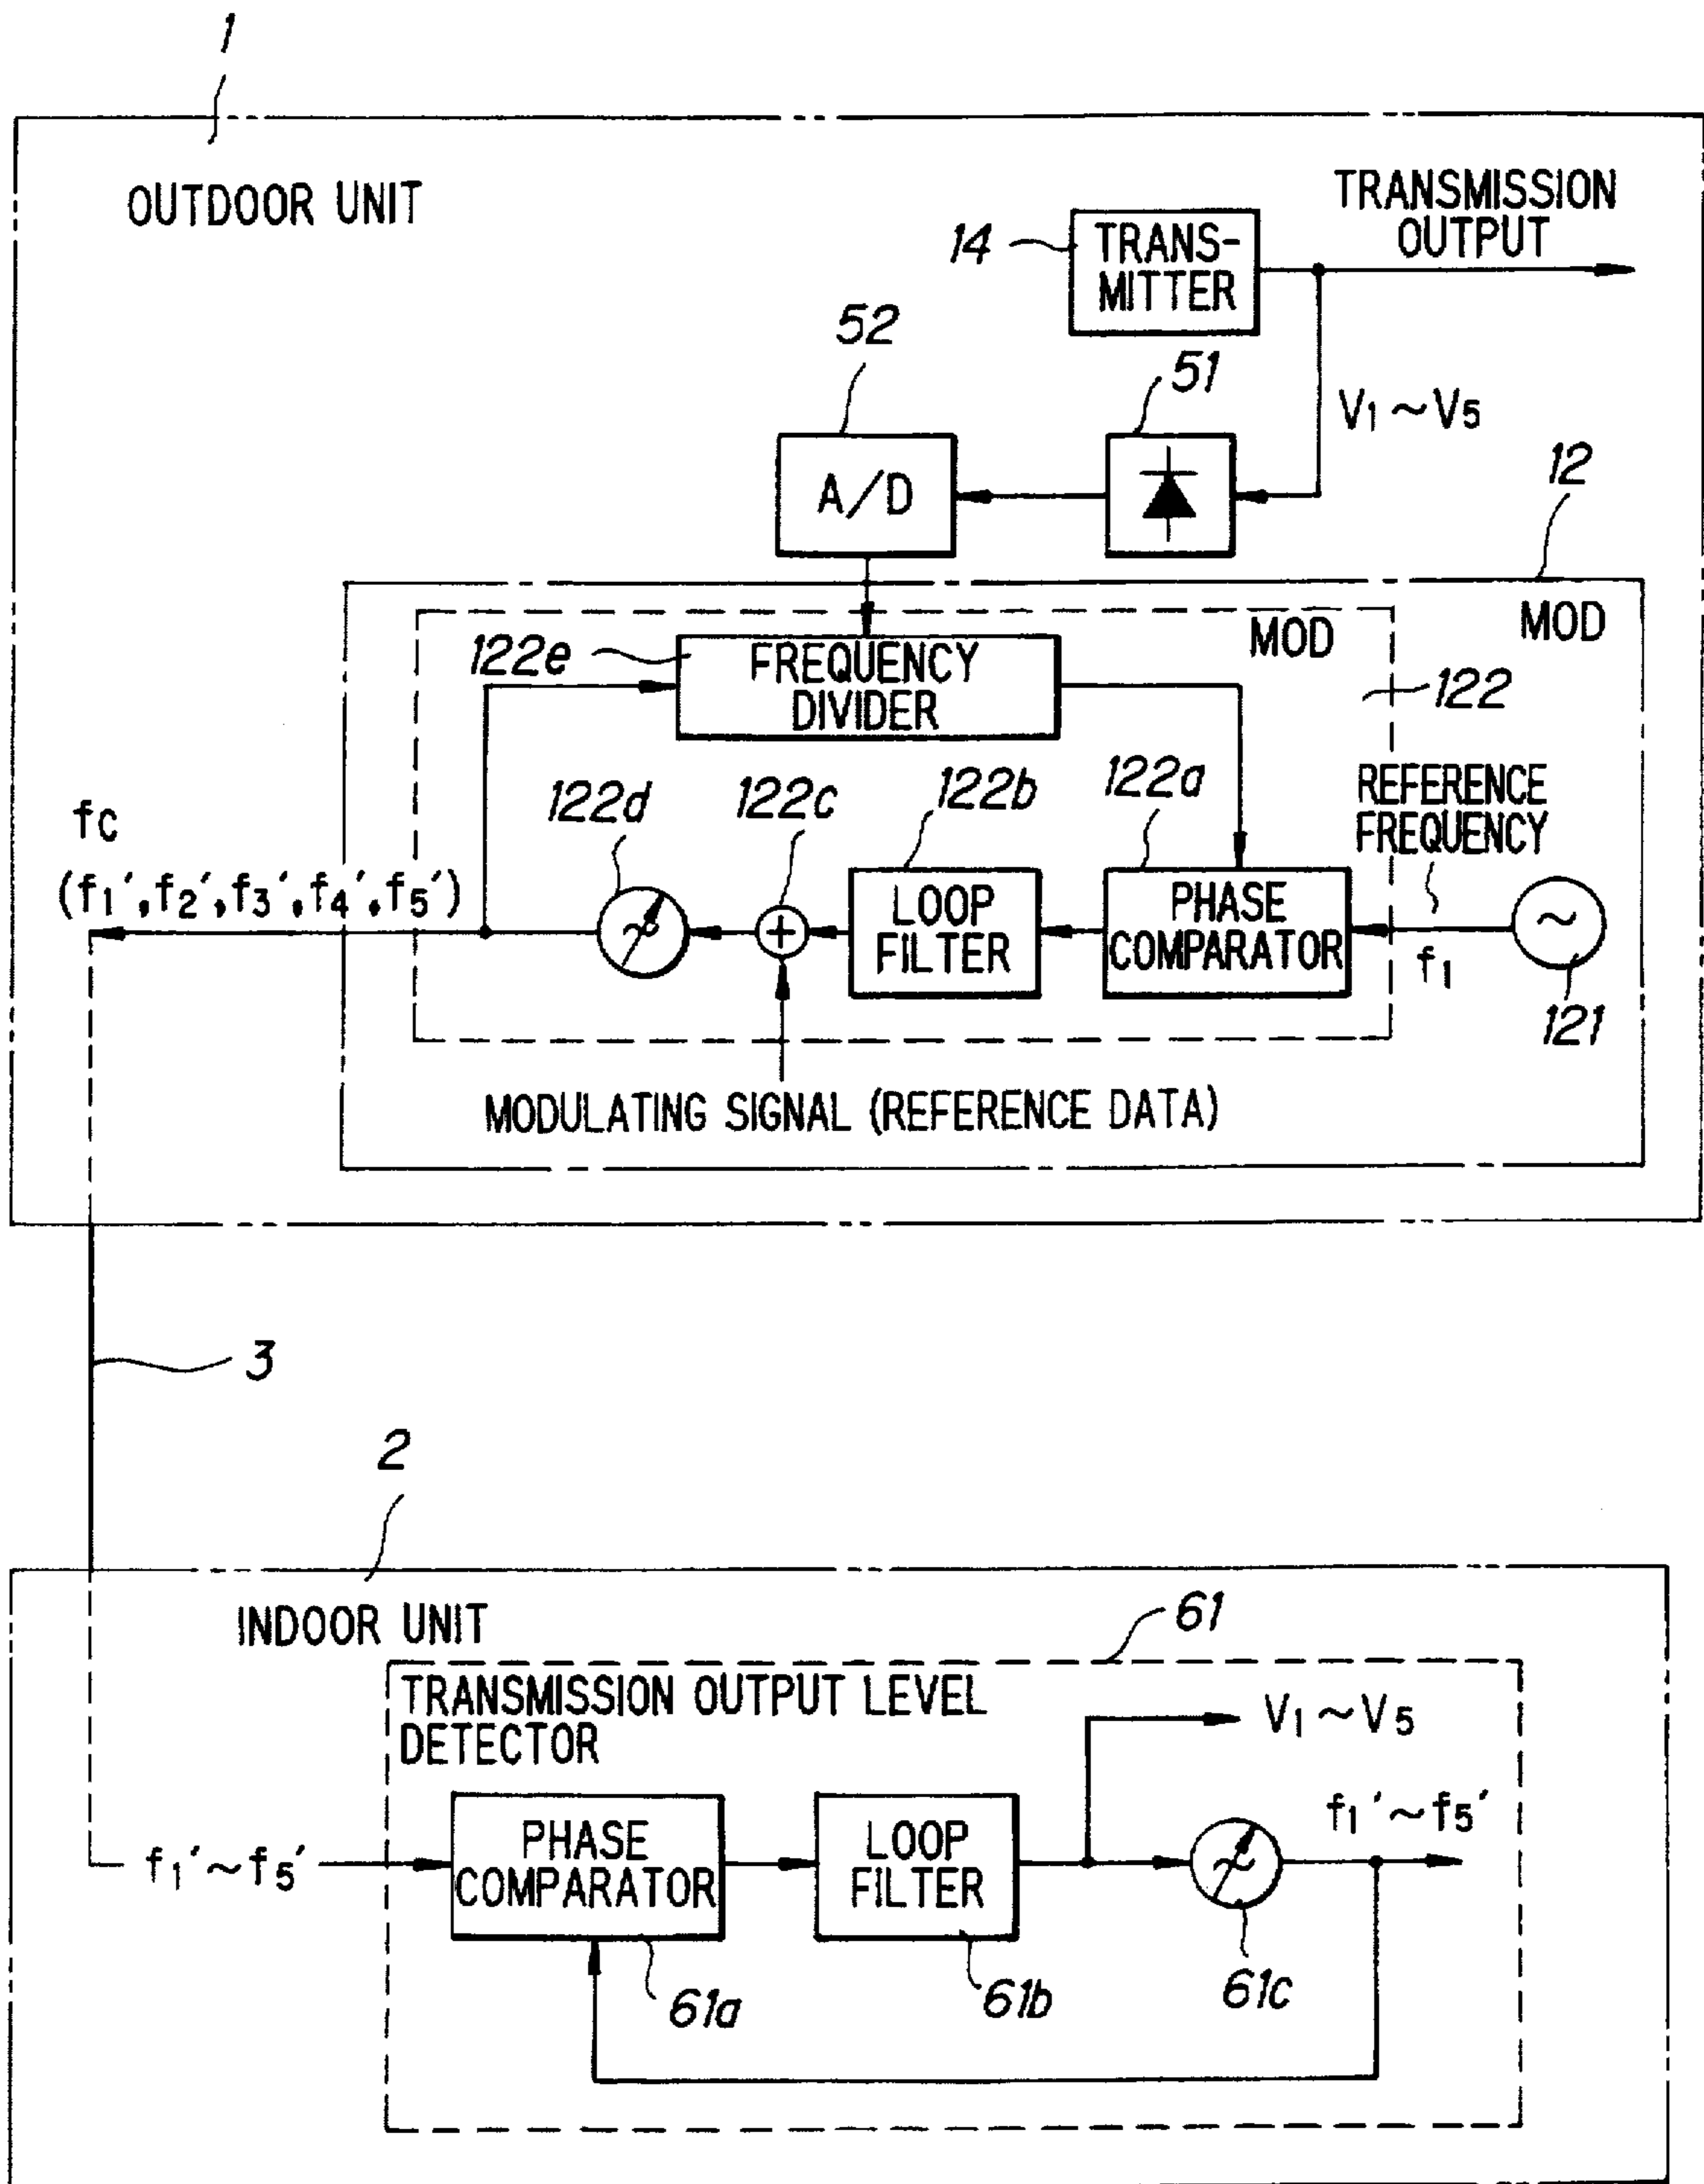 1
OUTDOOR UNIT
TRANSMISSION
OUTPUT
14
TRANS-
MITTER
52
51
V1 ~ V5
A/D
12
MOD
MOD
122e
FREQUENCY
DIVIDER
122
122d
122c
122b
122a
REFERENCE
FREQUENCY
fc
(f1', f2', f3', f4', f5')
LOOP
FILTER
PHASE
COMPARATOR
f1
121
MODULATING SIGNAL (REFERENCE DATA)
3
2
INDOOR UNIT
61
TRANSMISSION OUTPUT LEVEL
DETECTOR
V1 ~ V5
f1' ~ f5'
f1' ~ f5'
PHASE
COMPARATOR
LOOP
FILTER
61a
61b
61c